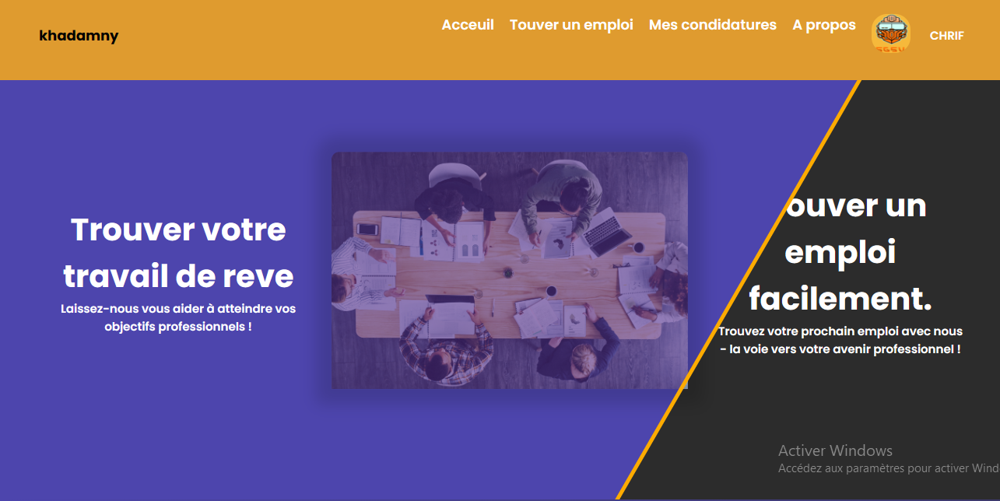 khadamny
Acceuil
Touver un emploi
Mes condidatures
A propos
CHRIF
Trouver votre
travail de reve
Laissez-nous vous aider à atteindre vos
objectifs professionnels !
ouver un
emploi
facilement.
Trouvez votre prochain emploi avec nous
- la voie vers votre avenir professionnel !
Activer Windows
Accédez aux paramètres pour activer Wind